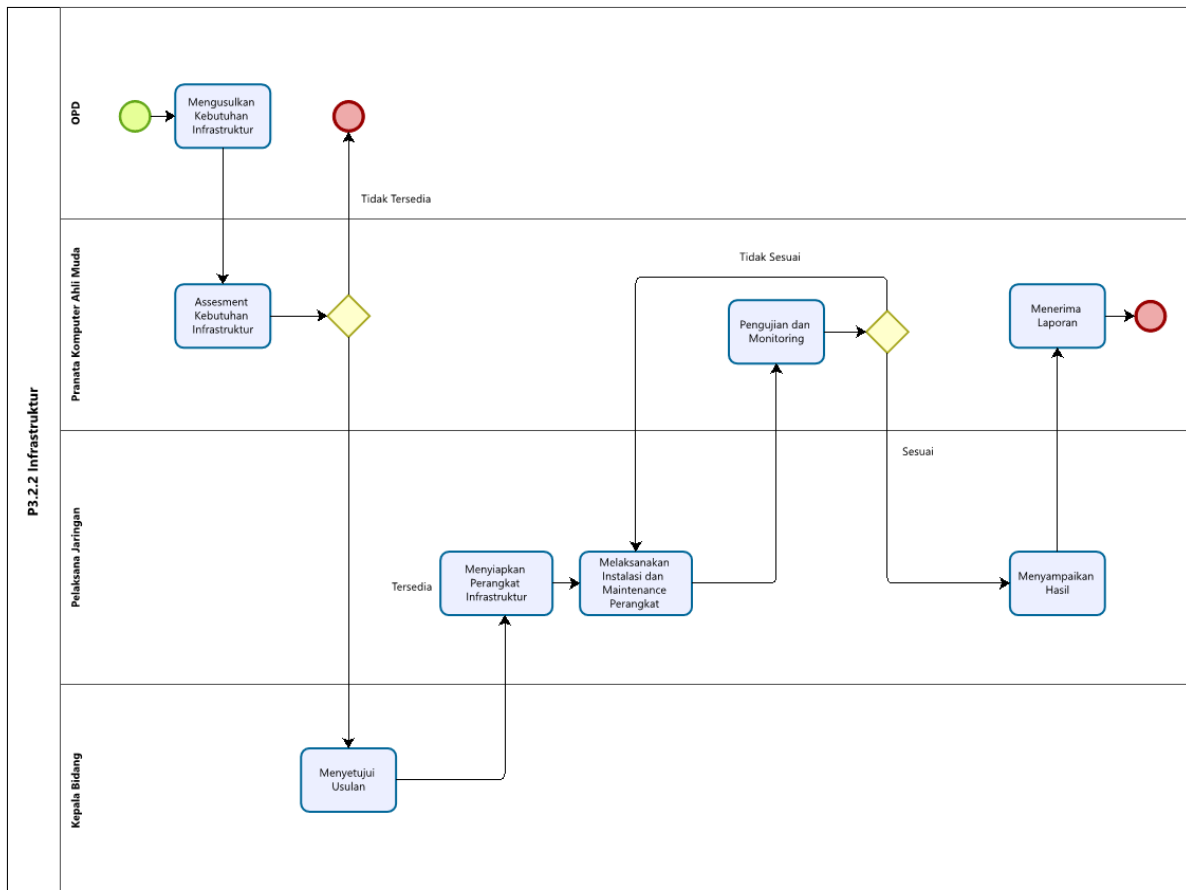 P3.2.2 Infrastruktur
OPD
Mengusulkan
Kebutuhan
Infrastruktur
Tidak Tersedia
Pranata Komputer Ahli Muda
Assesment
Kebutuhan
Infrastruktur
Tidak Sesuai
Pengujian dan
Monitoring
Menerima
Laporan
Pelaksana Jaringan
Sesuai
Tersedia
Menyiapkan
Perangkat
Infrastruktur
Melaksanakan
Instalasi dan
Maintenance
Perangkat
Menyampaikan
Hasil
Kepala Bidang
Menyetujui
Usulan